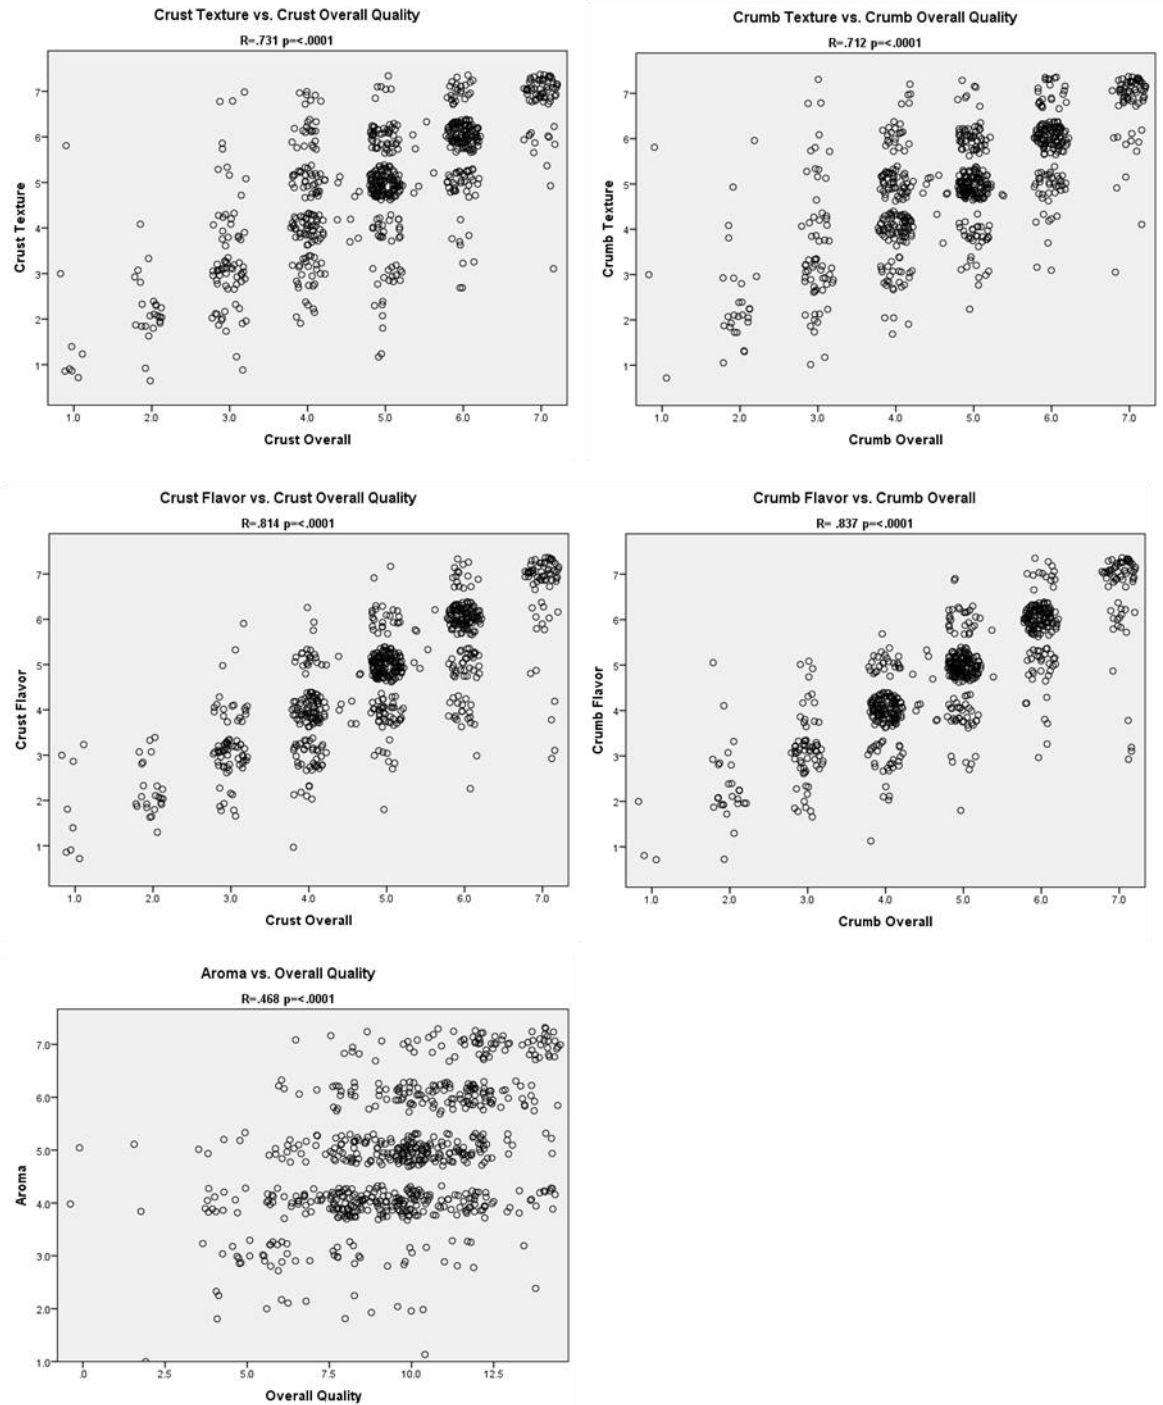 Crust Texture vs. Crust Overall Quality
R=.731 p=<.0001
Crust Texture
7
6
5
4
3
2
1
1.0 2.0 3.0 4.0 5.0 6.0 7.0
Crust Overall
Crumb Texture vs. Crumb Overall Quality
R=.712 p=<.0001
Crumb Texture
7
6
5
4
3
2
1
1.0 2.0 3.0 4.0 5.0 6.0 7.0
Crumb Overall
Crust Flavor vs. Crust Overall Quality
R=.814 p=<.0001
Crust Flavor
7
6
5
4
3
2
1
1.0 2.0 3.0 4.0 5.0 6.0 7.0
Crust Overall
Crumb Flavor vs. Crumb Overall
R= .837 p=<.0001
Crumb Flavor
7
6
5
4
3
2
1
1.0 2.0 3.0 4.0 5.0 6.0 7.0
Crumb Overall
Aroma vs. Overall Quality
R=.468 p=<.0001
Aroma
7.0
6.0
5.0
4.0
3.0
2.0
1.0
.0 2.5 5.0 7.5 10.0 12.5
Overall Quality